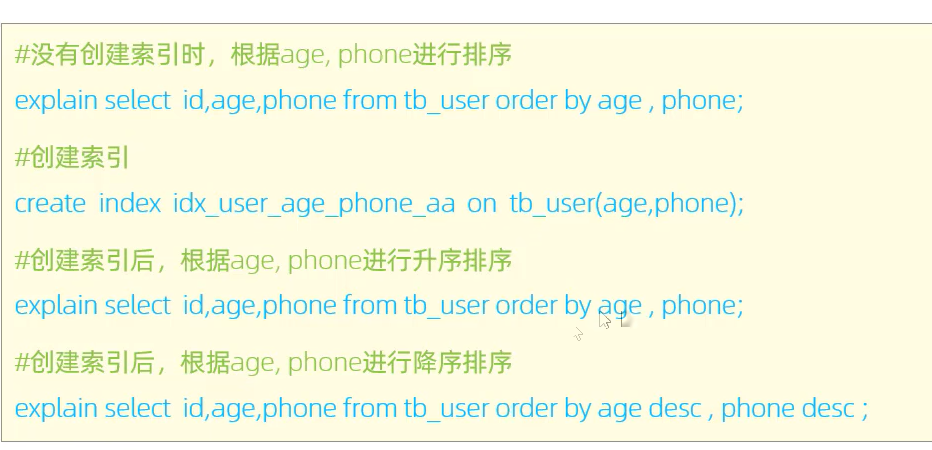 #没有创建索引时，根据age, phone进行排序
explain select  id,age,phone from tb_user order by age , phone;
#创建索引
create  index  idx_user_age_phone_aa  on  tb_user(age,phone);
#创建索引后，根据age, phone进行升序排序
explain select  id,age,phone from tb_user order by age , phone;
#创建索引后，根据age, phone进行降序排序
explain select  id,age,phone from tb_user order by age desc , phone desc ;